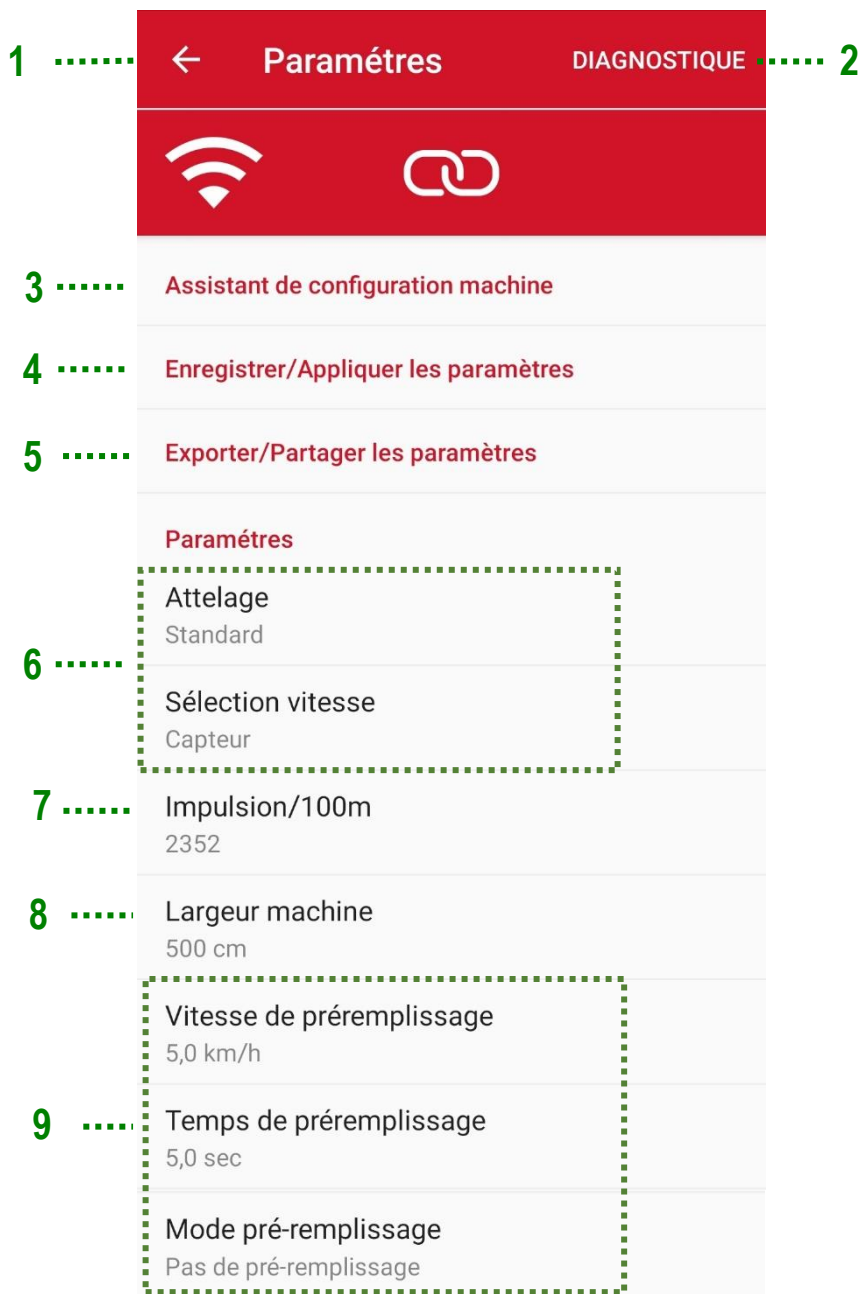 1 Paramétres DIAGNOSTIQUE 2
3 Assistant de configuration machine
4 Enregistrer/Appliquer les paramètres
5 Exporter/Partager les paramètres
Paramétres
Attelage
Standard
6
Sélection vitesse
Capteur
7 Impulsion/100m
2352
8 Largeur machine
500 cm
Vitesse de préremplissage
5,0 km/h
9 Temps de préremplissage
5,0 sec
Mode pré-remplissage
Pas de pré-remplissage